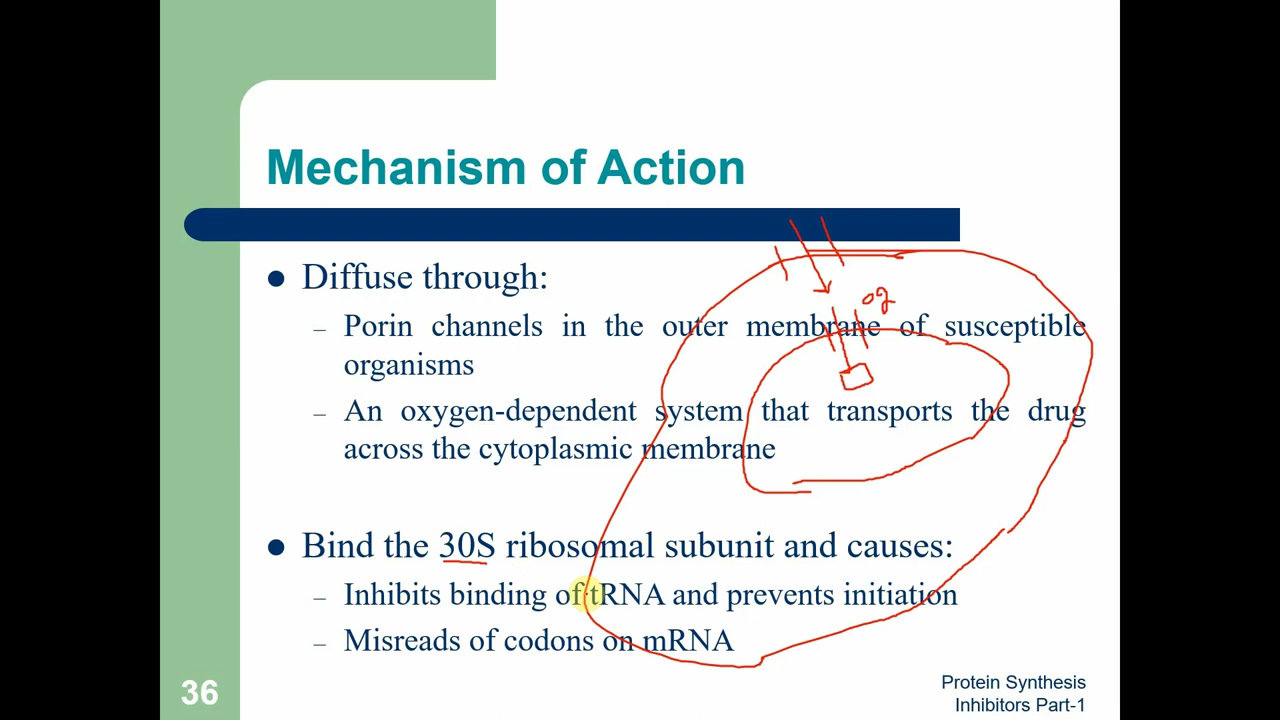 Mechanism of Action
● Diffuse through:
– Porin channels in the outer membrane of susceptible
organisms
– An oxygen-dependent system that transports the drug
across the cytoplasmic membrane
● Bind the 30S ribosomal subunit and causes:
– Inhibits binding of tRNA and prevents initiation
– Misreads of codons on mRNA
36
Protein Synthesis
Inhibitors Part-1